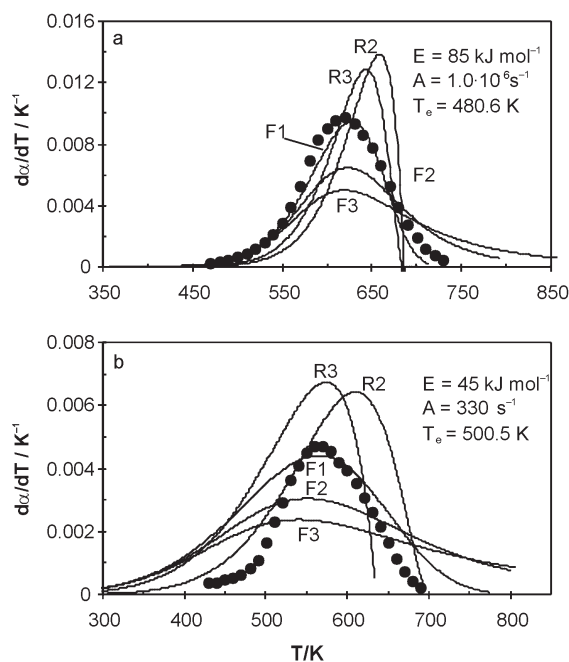 a
dα/dT / K⁻¹
0.016
0.012
0.008
0.004
0
350
450
550
650
750
850
R2
R3
F1
F2
F3
E = 85 kJ mol⁻¹
A = 1.0·10⁶s⁻¹
Tₑ = 480.6 K
b
dα/dT / K⁻¹
0.008
0.006
0.004
0.002
0
300
400
500
600
700
800
R3
R2
F1
F2
F3
E = 45 kJ mol⁻¹
A = 330 s⁻¹
Tₑ = 500.5 K
T/K